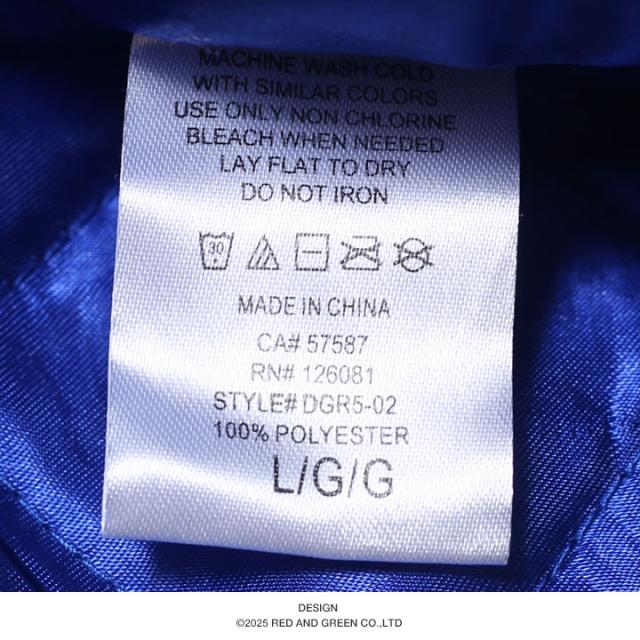 MACHINE WASH COLD
WITH SIMILAR COLORS
USE ONLY NON CHLORINE
BLEACH WHEN NEEDED
LAY FLAT TO DRY
DO NOT IRON
30
MADE IN CHINA
CA# 57587
RN# 126081
STYLE# DGR5-02
100% POLYESTER
L/G/G
DESIGN
©2025 RED AND GREEN CO.,LTD